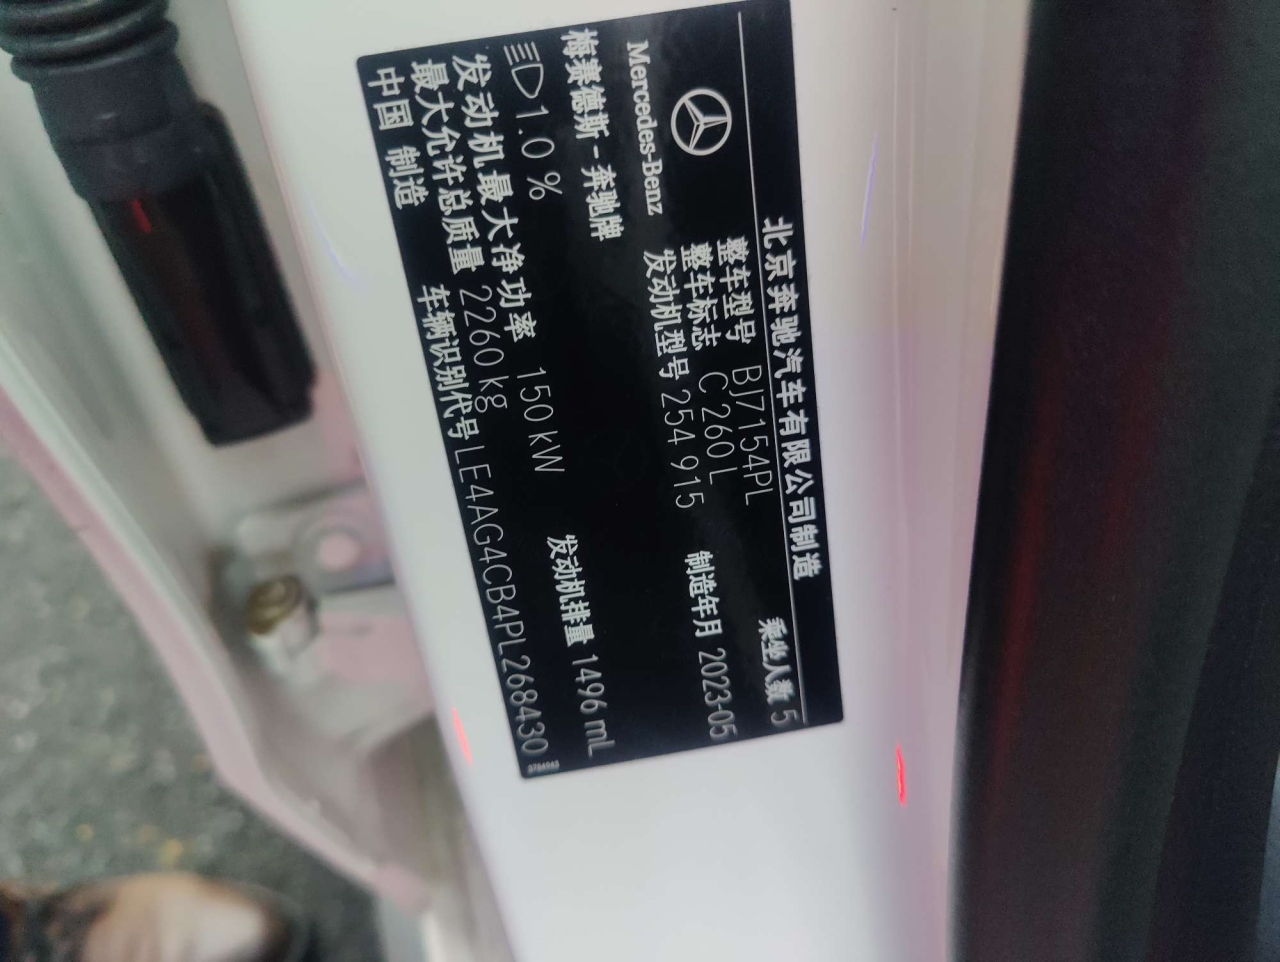 北京奔驰汽车有限公司制造
Mercedes-Benz
梅赛德斯-奔驰牌
整车型号 BJ7154PL
乘坐人数 5
整车标志 C 260 L
发动机型号 254 915
制造年月 2023-05
1.0 %
发动机最大净功率 150 kW
发动机排量 1496 mL
最大允许总质量 2260 kg
中国 制造
车辆识别代号 LE4AG4CB4PL268430